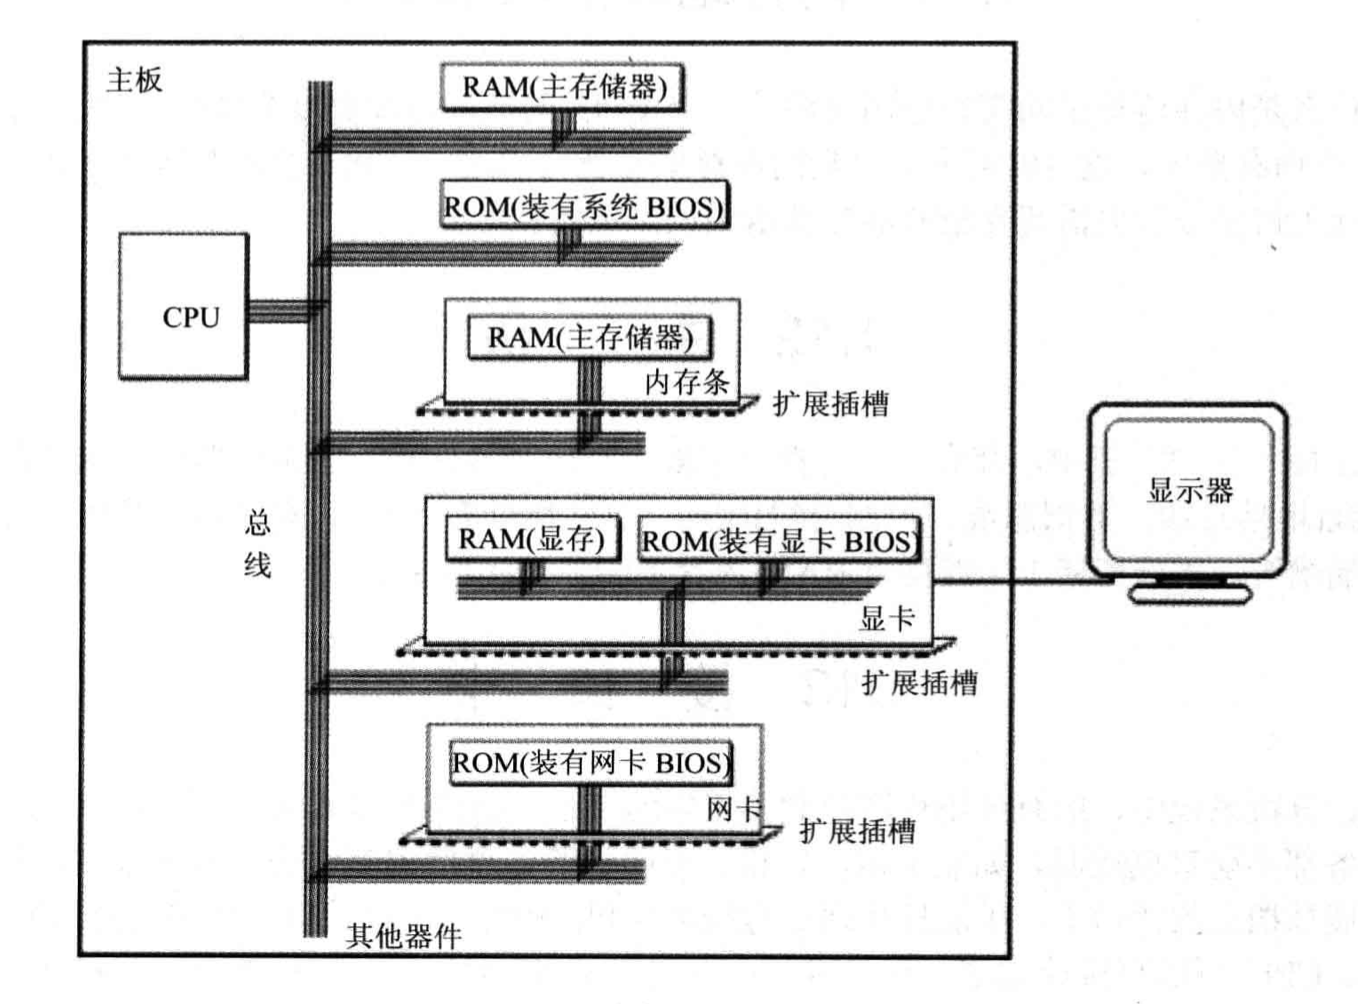 主板
RAM(主存储器)
ROM(装有系统 BIOS)
CPU
RAM(主存储器)
内存条
扩展插槽
总
线
RAM(显存)
ROM(装有显卡 BIOS)
显卡
扩展插槽
显示器
ROM(装有网卡 BIOS)
网卡
扩展插槽
其他器件